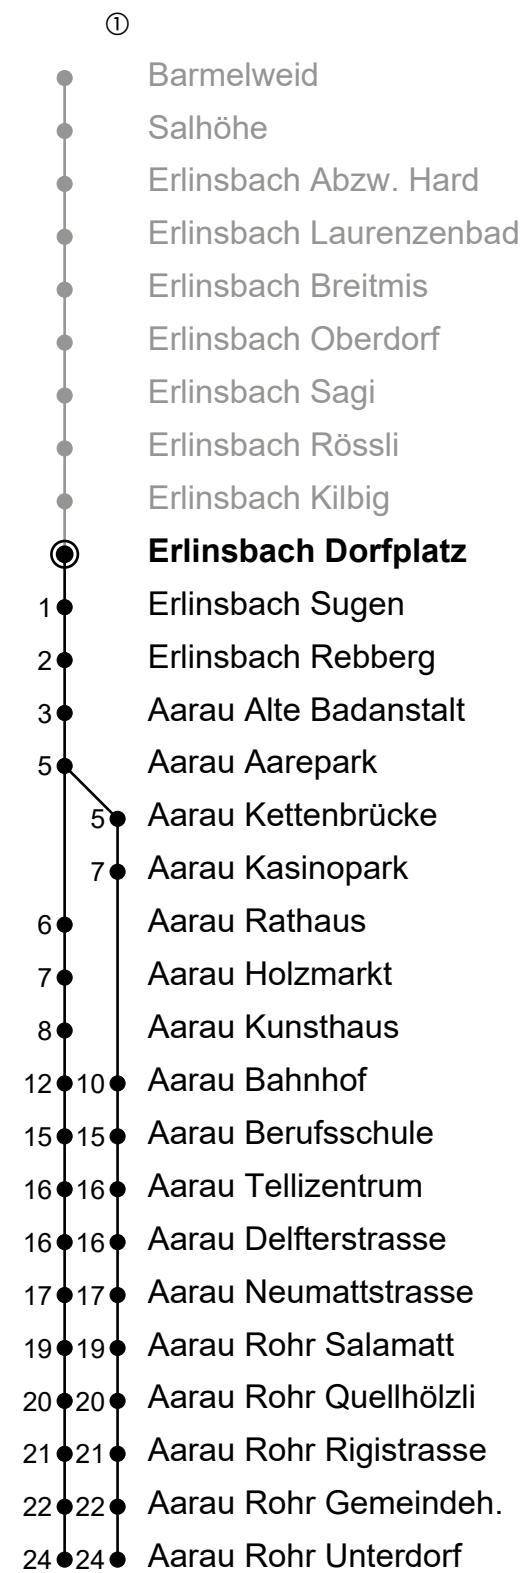 ①
Barmelweid
Salhöhe
Erlinsbach Abzw. Hard
Erlinsbach Laurenzenbad
Erlinsbach Breitmis
Erlinsbach Oberdorf
Erlinsbach Sagi
Erlinsbach Rössli
Erlinsbach Kilbig
Erlinsbach Dorfplatz
1 Erlinsbach Sugen
2 Erlinsbach Rebberg
3 Aarau Alte Badanstalt
5 Aarau Aarepark
5 Aarau Kettenbrücke
7 Aarau Kasinopark
6 Aarau Rathaus
7 Aarau Holzmarkt
8 Aarau Kunsthaus
12 10 Aarau Bahnhof
15 15 Aarau Berufsschule
16 16 Aarau Tellizentrum
16 16 Aarau Delfterstrasse
17 17 Aarau Neumattstrasse
19 19 Aarau Rohr Salamatt
20 20 Aarau Rohr Quellhölzli
21 21 Aarau Rohr Rigistrasse
22 22 Aarau Rohr Gemeindeh.
24 24 Aarau Rohr Unterdorf